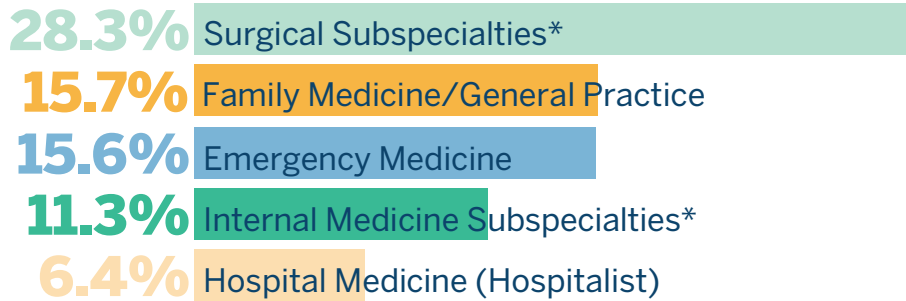 28.3% Surgical Subspecialties*
15.7% Family Medicine/General Practice
15.6% Emergency Medicine
11.3% Internal Medicine Subspecialties*
6.4% Hospital Medicine (Hospitalist)